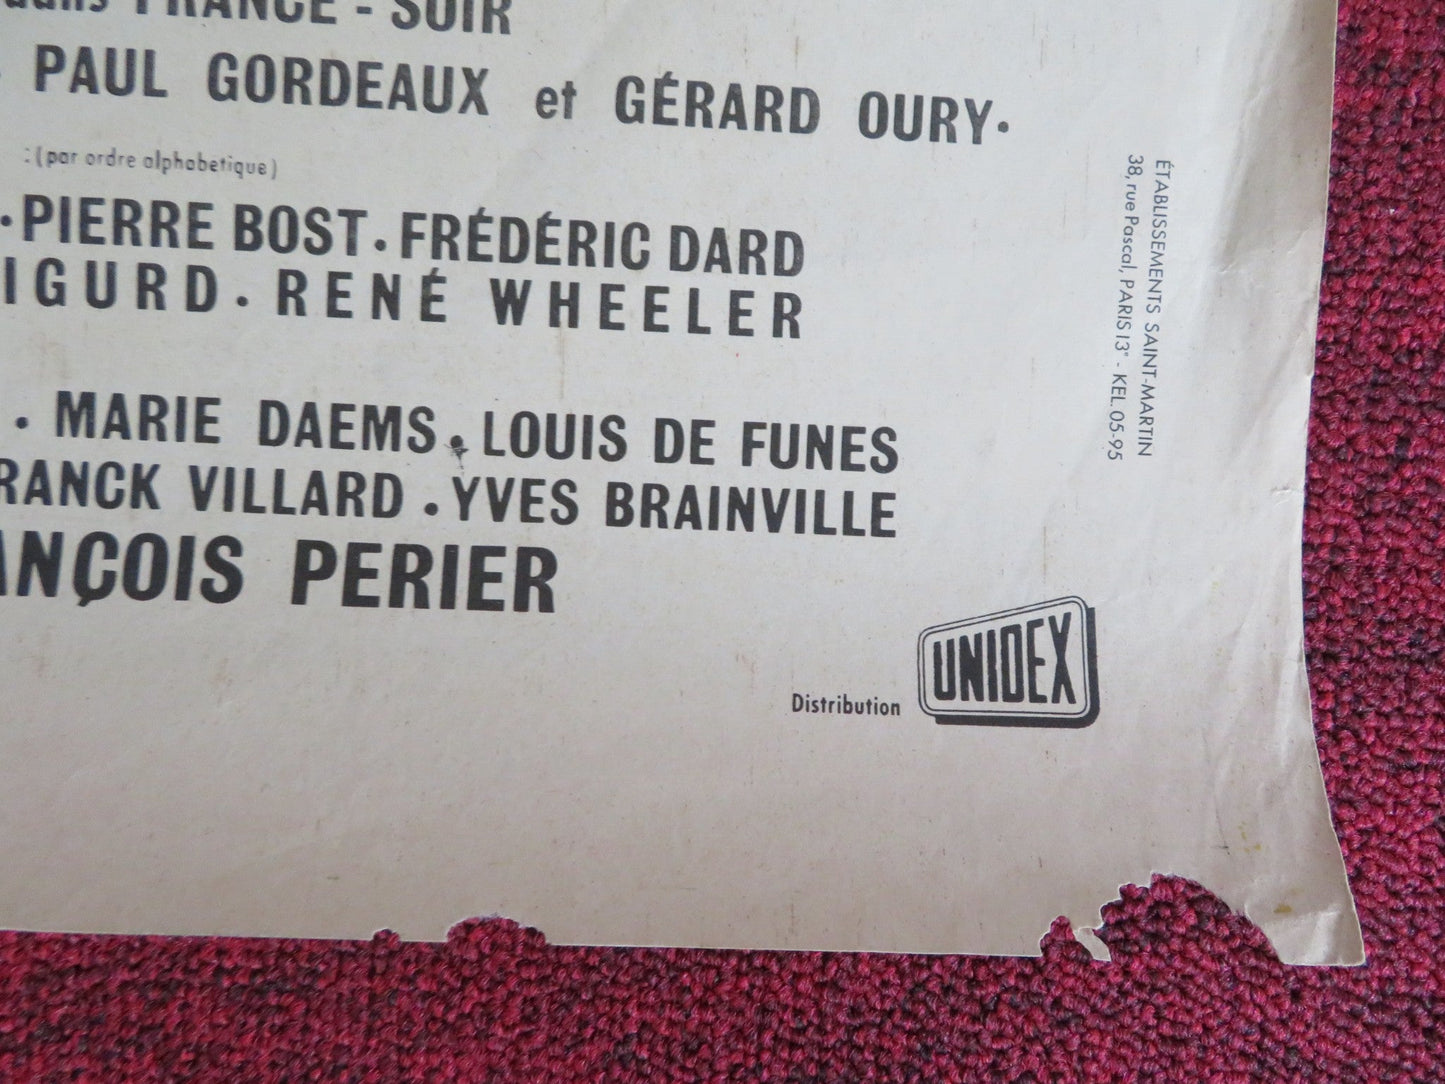 dans FRANCE - SOIR
PAUL GORDEAUX et GÉRARD OURY.
:(par ordre alphabetique)
. PIERRE BOST . FRÉDÉRIC DARD
IGURD . RENÉ WHEELER
. MARIE DAEMS . LOUIS DE FUNES
RANCK VILLARD . YVES BRAINVILLE
ANÇOIS PERIER
Distribution UNIDEX
ÉTABLISSEMENTS SAINT-MARTIN
38, rue Pascal, PARIS 13e - KEL. 05-95